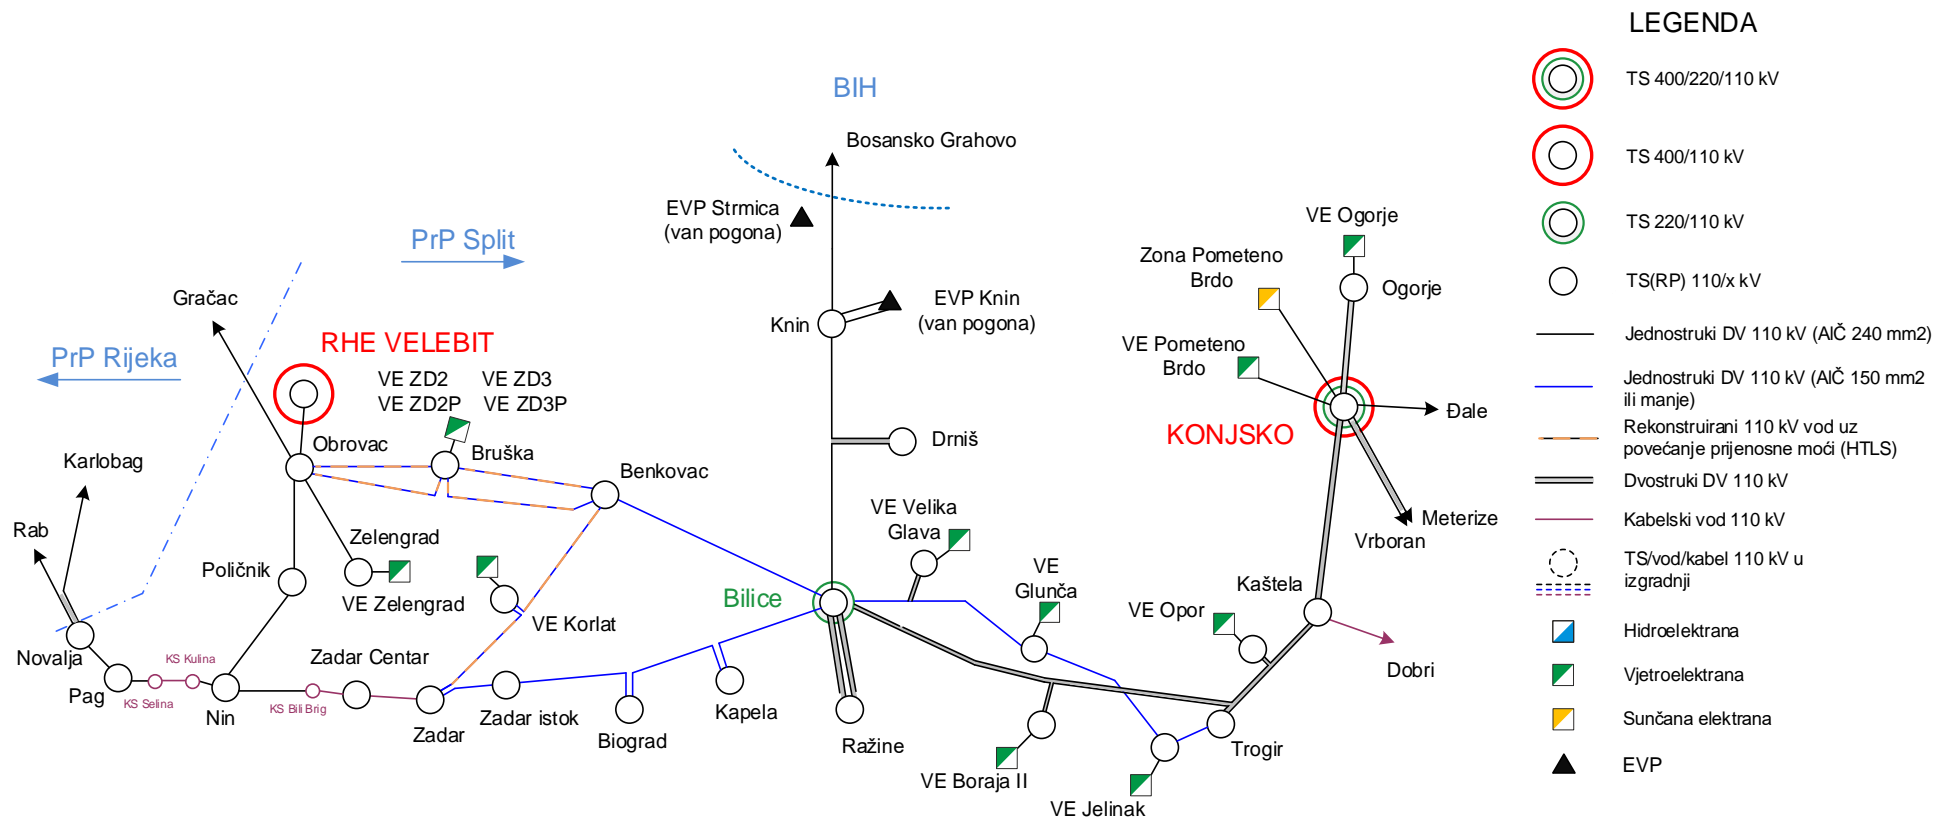 LEGENDA
TS 400/220/110 kV
TS 400/110 kV
TS 220/110 kV
TS(RP) 110/x kV
Jednostruki DV 110 kV (AlČ 240 mm2)
Jednostruki DV 110 kV (AlČ 150 mm2
ili manje)
Rekonstruirani 110 kV vod uz
povećanje prijenosne moći (HTLS)
Dvostruki DV 110 kV
Kabelski vod 110 kV
TS/vod/kabel 110 kV u
izgradnji
Hidroelektrana
Vjetroelektrana
Sunčana elektrana
EVP
BIH
Bosansko Grahovo
EVP Strmica
(van pogona)
PrP Split
Gračac
PrP Rijeka
RHE VELEBIT
VE ZD2
VE ZD3
VE ZD2P
VE ZD3P
Knin
EVP Knin
(van pogona)
VE Ogorje
Zona Pometeno
Brdo
Ogorje
VE Pometeno
Brdo
KONJSKO
Đale
Meterize
Vrboran
Obrovac
Bruška
Benkovac
Drniš
Karlobag
Rab
Zelengrad
Poličnik
VE Zelengrad
VE Korlat
Bilice
VE Velika
Glava
VE
Glunča
VE Opor
Kaštela
Dobri
Novalja
Pag
KS Kulina
KS Selina
Nin
Zadar Centar
KS Bili Brig
Zadar
Zadar istok
Biograd
Kapela
Ražine
VE Boraja II
VE Jelinak
Trogir